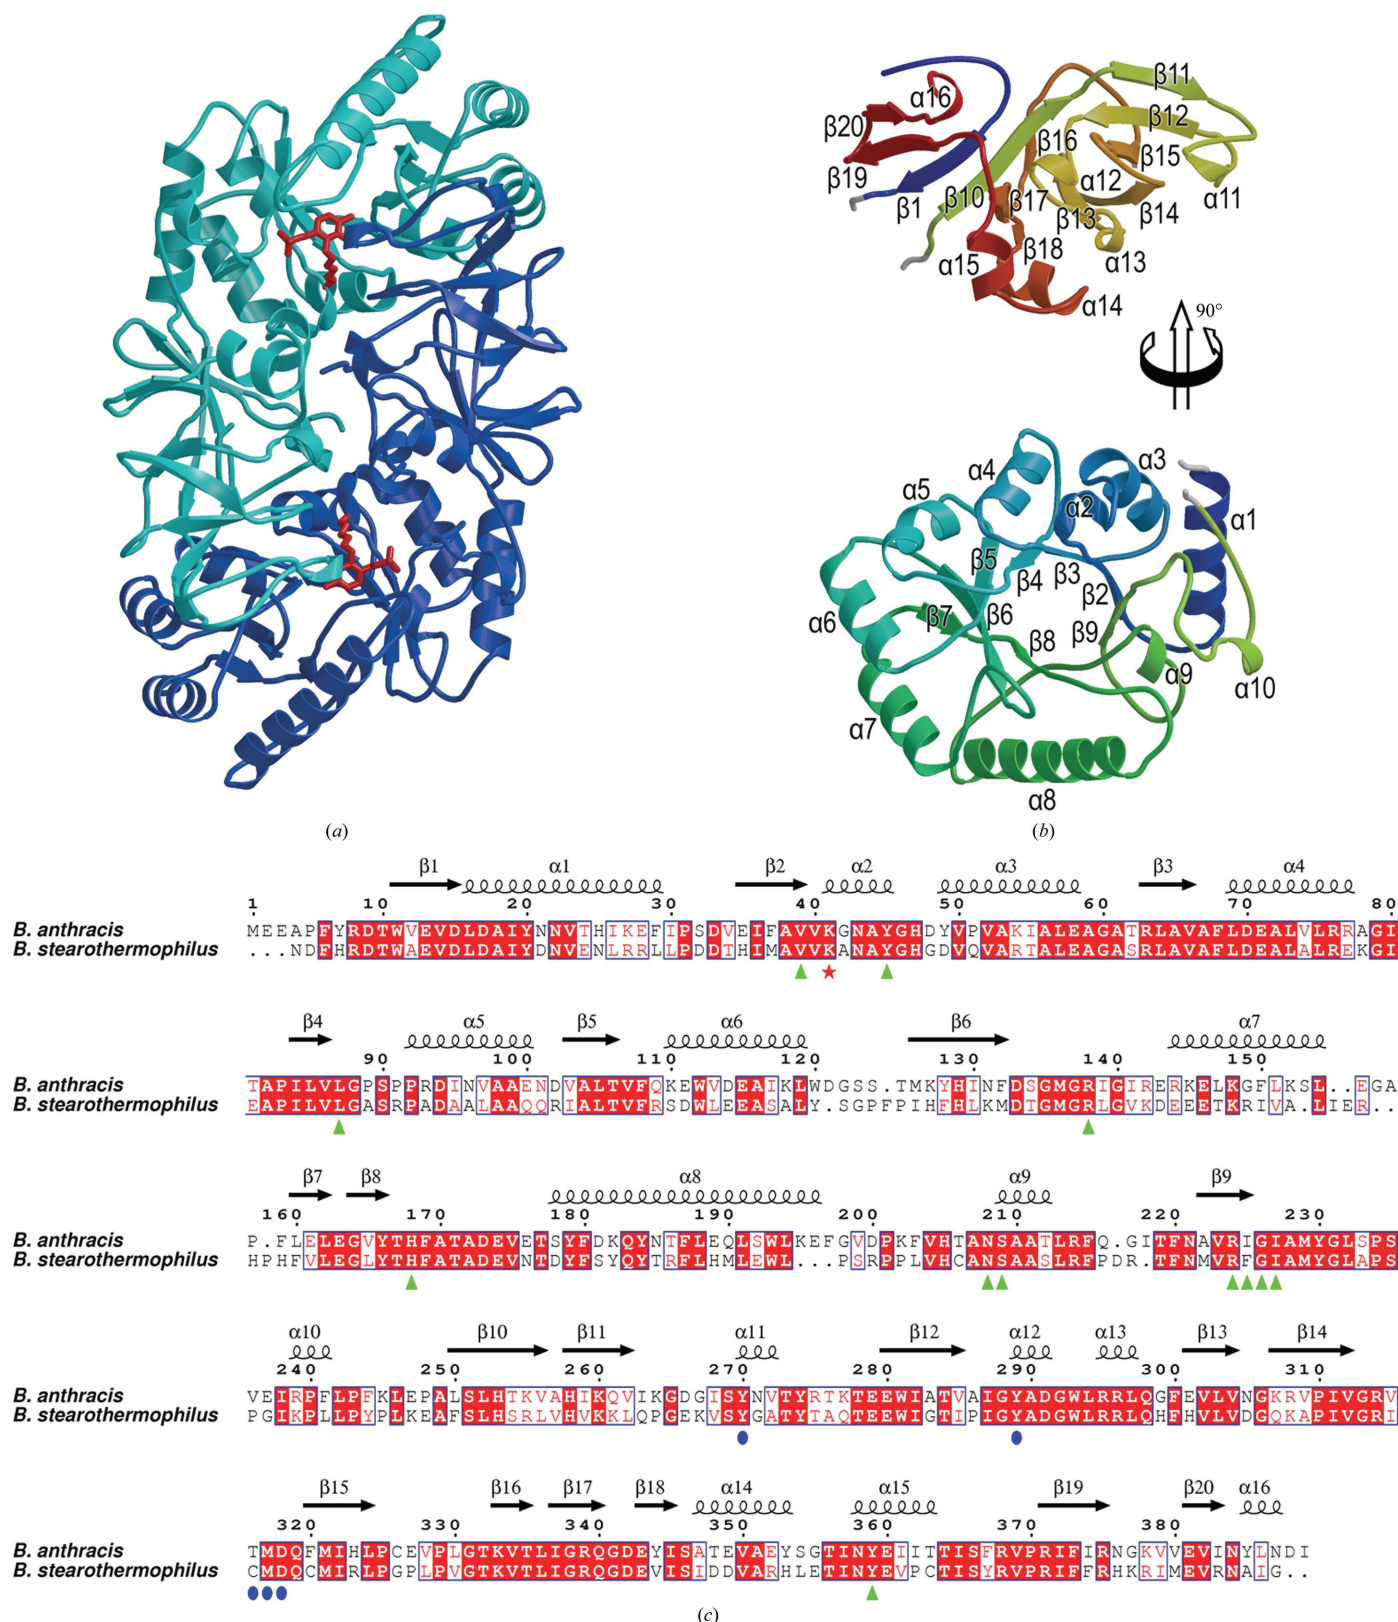 α16
β11
β20
β12
β16
β15
β19
α12
α11
β1
β10
β17
β13
β14
β18
α15
α13
α14
90°
α4
α3
α5
α2
α1
β5
β4
β3
β2
α6
β7
β6
β8
β9
α9
α10
α7
α8
(a)
(b)
β1 α1 β2 α2 α3 β3 α4
1 10 20 30 40 50 60 70 80
B. anthracis MEEAPFYRDTWVEVDLDAIYNNVTHIKEFIPSDVEIFAVVKGNAYGHDYVPVAKIALEAGATRLAVAFLDEALVLRRAGI
B. stearothermophilus ...NDFHRDTWAEVDLDAIYDNVENLRRLLPDDTHIMAVVKANAYGHGDVQVARTALEAGASRLAVAFLDEALALREKGI
β4 α5 β5 α6 β6 α7
90 100 110 120 130 140 150
B. anthracis TAPILVLGPSPPRDINVAAENDVALTVFQKEWVDEAIKLWDGSS.TMKYHINFDSGMGRIGIRERKELKGFLKSL..EGA
B. stearothermophilus EAPILVLGASRPADAALAAQQRIALTVFRSDWLEEASALY.SGPFPIHFHLKMDTGMGRLGVKDEEETKRIVA.LIER..
β7 β8 α8 α9 β9
160 170 180 190 200 210 220 230
B. anthracis P.FLELEGVYTHFATADEVETSYFDKQYNTFLEQLSWLKEFGVDPKFVHTANSAATLRFQ.GITFNAVRIGIAMYGLSPS
B. stearothermophilus HPHFVLEGLYTHFATADEVNTDYFSYQYTRFLHMLEWL...PSRPPLVHCANSAASLRFPDR.TFNMVRFGIAMYGLAPS
α10 β10 β11 α11 β12 α12 α13 β13 β14
240 250 260 270 280 290 300 310
B. anthracis VEIRPFLPFKLEPALSLHTKVAHIKQVIKGDGISYNVTYRTKTEEWIATVAIGYADGWLRRLQGFEVLVNGKRVPIVGRV
B. stearothermophilus PGIKPLLPYPLKEAFSLHSRLVHVKKLQPGEKVSYGATYTAQTEEWIGTIPIGYADGWLRRLQHFHVLVDGQKAPIVGRI
β15 β16 β17 β18 α14 α15 β19 β20 α16
320 330 340 350 360 370 380
B. anthracis TMDQFMIHLPCEVPLGTKVTLIGRQGDEYISATEVAEYSGTINYEIITTISFRVPRIFIRNGKVVEVINYLNDI
B. stearothermophilus CMDQCMIRLPGPLPVGTKVTLIGRQGDEVISIDDVARHLETINYEVPCTISYRVPRIFFRHKRIMEVRNAIG..
(c)